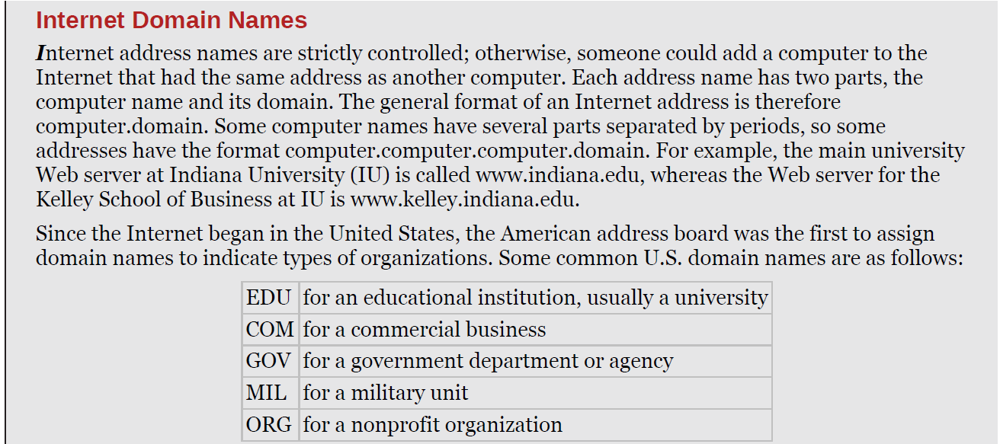 Internet Domain Names
Internet address names are strictly controlled; otherwise, someone could add a computer to the
Internet that had the same address as another computer. Each address name has two parts, the
computer name and its domain. The general format of an Internet address is therefore
computer.domain. Some computer names have several parts separated by periods, so some
addresses have the format computer.computer.computer.domain. For example, the main university
Web server at Indiana University (IU) is called www.indiana.edu, whereas the Web server for the
Kelley School of Business at IU is www.kelley.indiana.edu.
Since the Internet began in the United States, the American address board was the first to assign
domain names to indicate types of organizations. Some common U.S. domain names are as follows:
EDU for an educational institution, usually a university
COM for a commercial business
GOV for a government department or agency
MIL for a military unit
ORG for a nonprofit organization